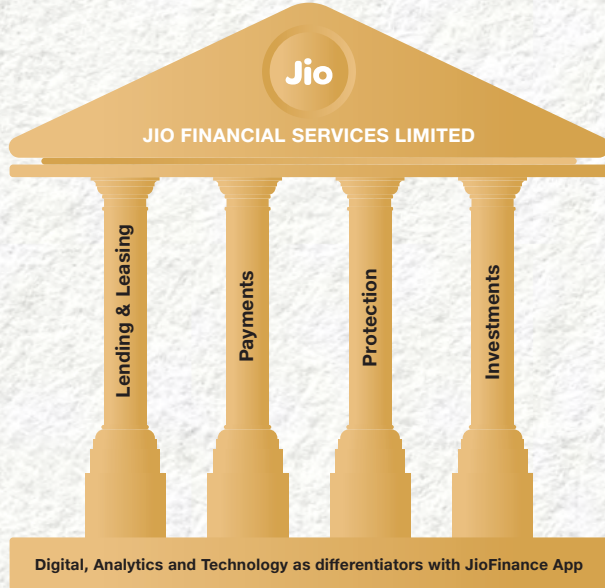 Jio
JIO FINANCIAL SERVICES LIMITED
Lending & Leasing
Payments
Protection
Investments
Digital, Analytics and Technology as differentiators with JioFinance App